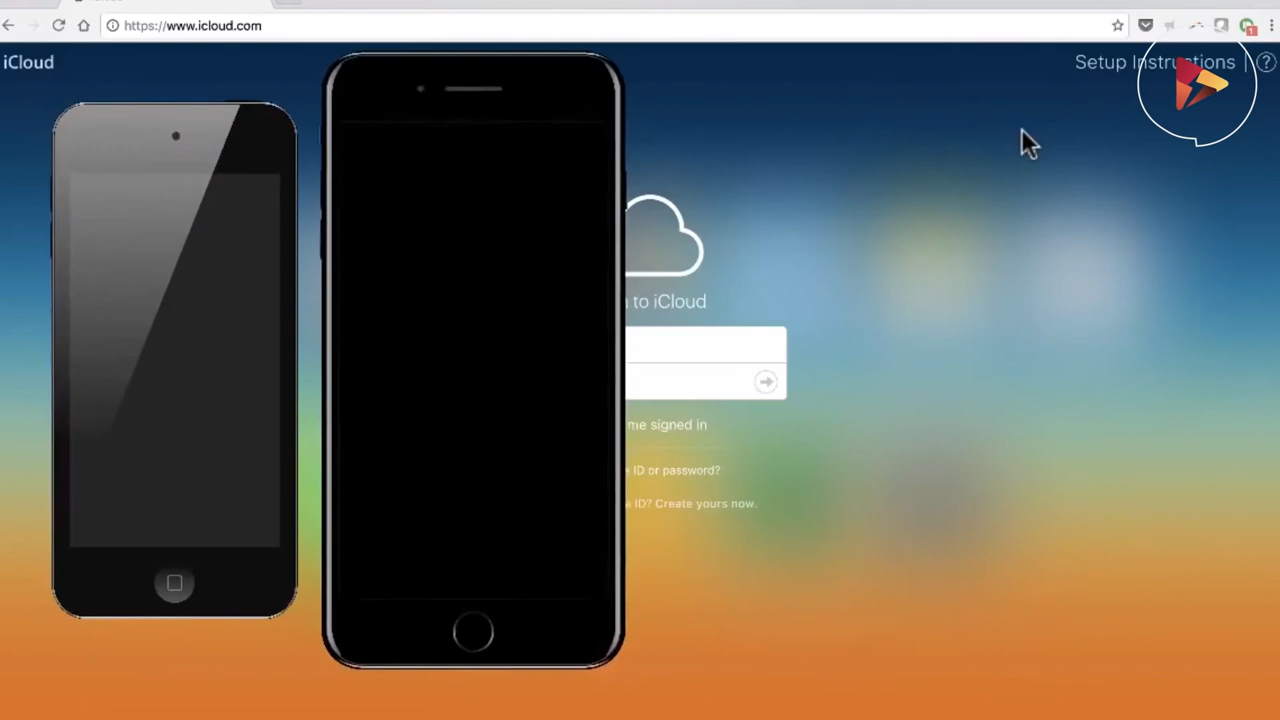 https://www.icloud.com
iCloud
Setup Instructions
to iCloud
me signed in
ID or password?
ID? Create yours now.
1